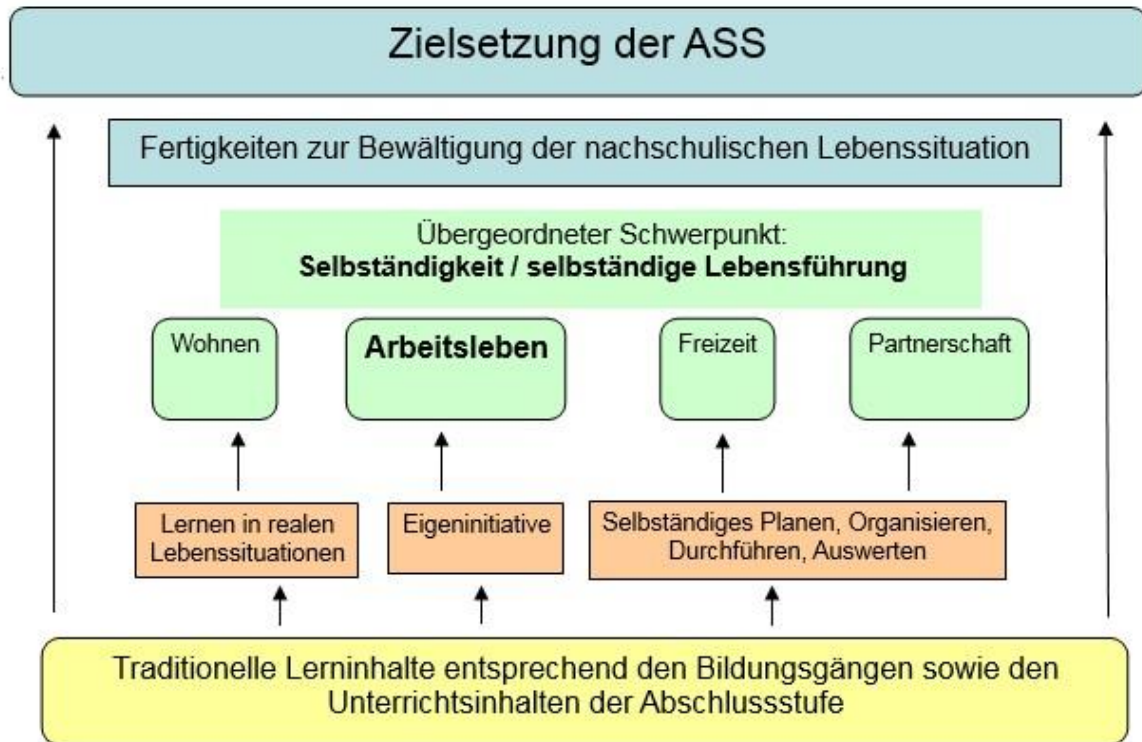 Zielsetzung der ASS
Fertigkeiten zur Bewältigung der nachschulischen Lebenssituation
Übergeordneter Schwerpunkt:
Selbständigkeit / selbständige Lebensführung
Wohnen
Arbeitsleben
Freizeit
Partnerschaft
Lernen in realen
Lebenssituationen
Eigeninitiative
Selbständiges Planen, Organisieren,
Durchführen, Auswerten
Traditionelle Lerninhalte entsprechend den Bildungsgängen sowie den
Unterrichtsinhalten der Abschlussstufe